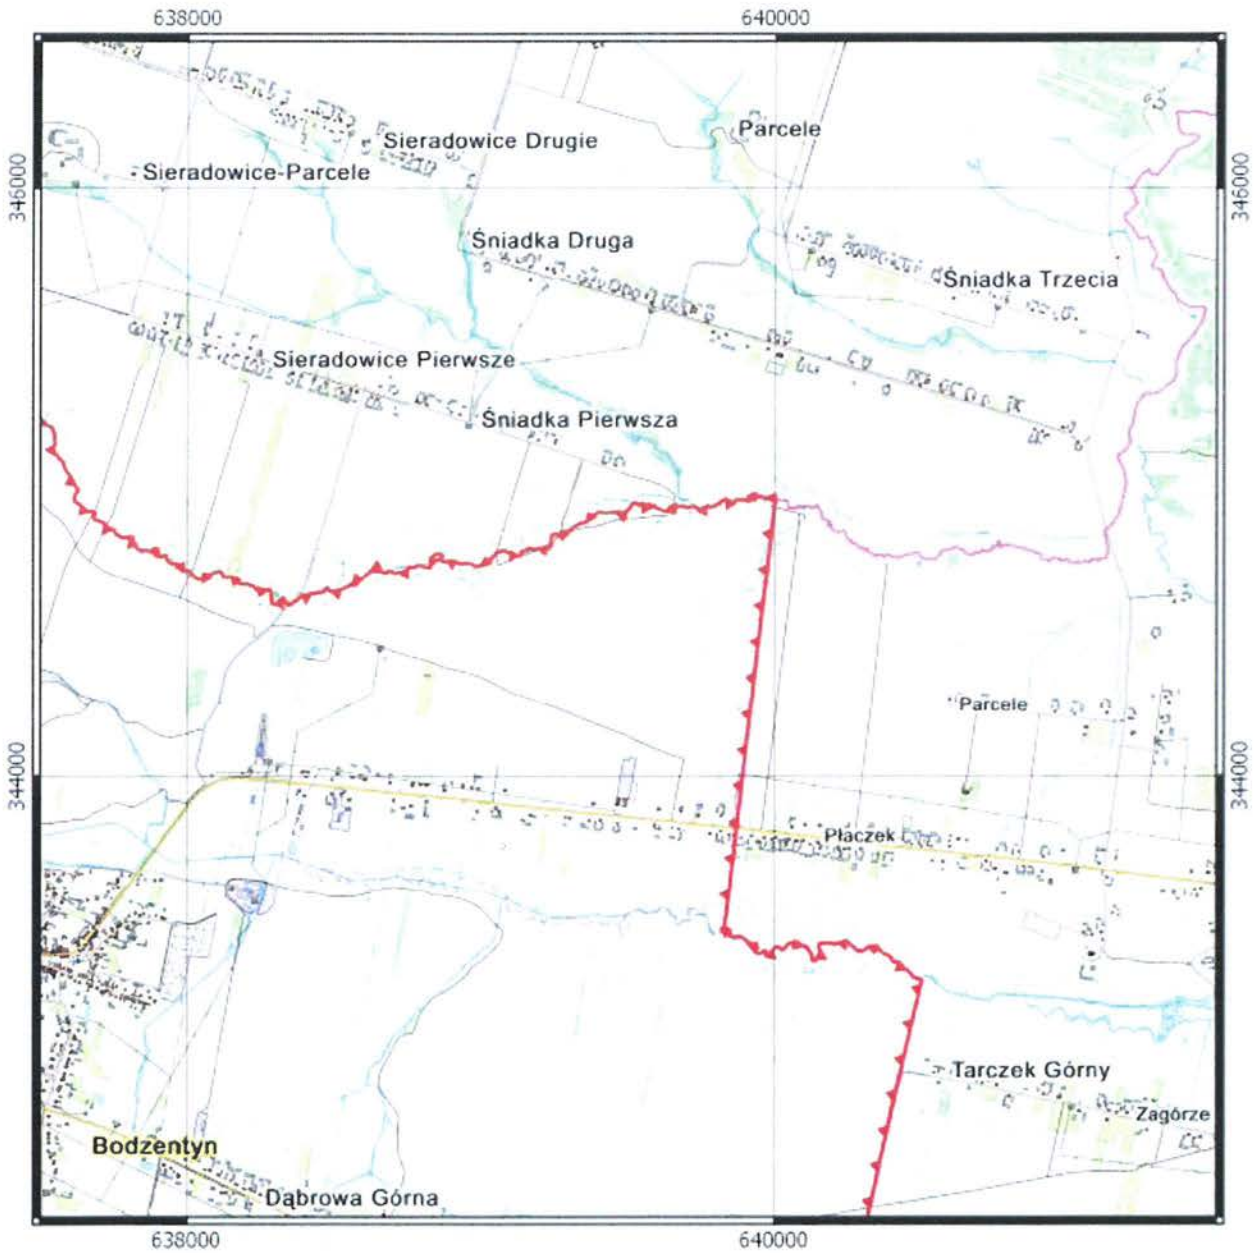 638000
640000
Sieradowice Drugie
Parcele
Sieradowice-Parcele
346000
346000
Śniadka Druga
Śniadka Trzecia
Sieradowice Pierwsze
Śniadka Pierwsza
Parcele
344000
344000
Płaczek
Tarczek Górny
Zagórze
Bodzentyn
Dąbrowa Górna
638000
640000